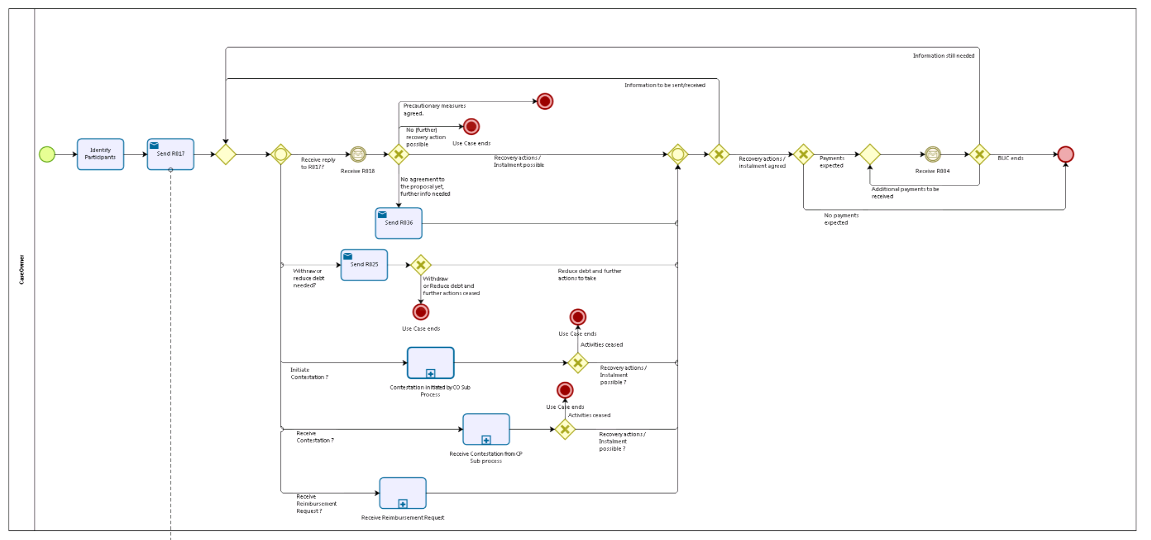 CaseOwner
Identify
Participants
Send R017
Receive reply
to R017?
Receive R018
Precautionary measures
agreed.
No (further)
recovery action
possible
Use Case ends
No agreement to
the proposal yet,
further info needed
Recovery actions /
Instalment possible
Send R036
Withraw or
reduce debt
needed?
Send R025
Withdraw
or Reduce debt and
further actions ceased
Use Case ends
Reduce debt and further
actions to take
Initiate
Contestation ?
Contestation initiated by CO Sub
Process
Use Case ends
Activities ceased
Recovery actions /
Instalment
possible ?
Receive
Contestation ?
Receive Contestation from CP
Sub process
Use Case ends
Activities ceased
Recovery actions /
Instalment
possible ?
Receive
Reimbursement
Request ?
Receive Reimbursement Request
Information to be sent/received
Information still needed
Recovery actions /
instalment agreed
Payments
expected
Receive R004
BUC ends
Additional payments to be
received
No payments
expected